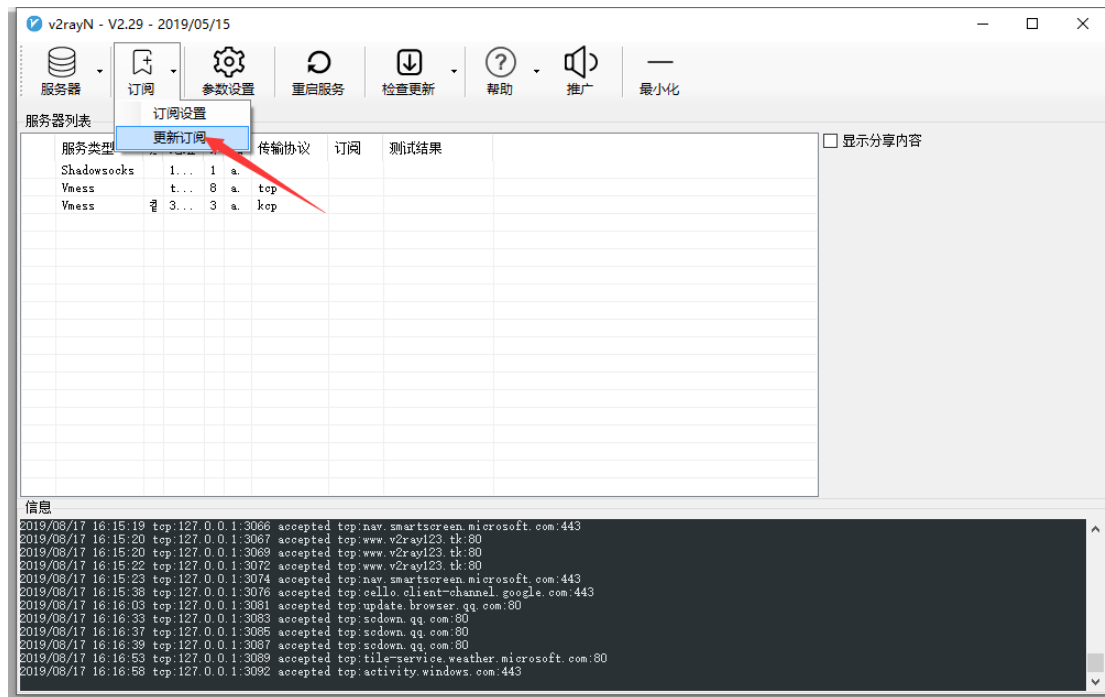 v2rayN - V2.29 - 2019/05/15
服务器 订阅 参数设置 重启服务 检查更新 帮助 推广 最小化
订阅设置
更新订阅
服务器列表
显示分享内容
服务类型 传输协议 订阅 测试结果
Shadowsocks 1... 1 a.
Vmess t... 8 a. tcp
Vmess 3... 3 a. kcp
信息
2019/08/17 16:15:19 tcp:127.0.0.1:3066 accepted tcp:nav.smartscreen.microsoft.com:443
2019/08/17 16:15:20 tcp:127.0.0.1:3067 accepted tcp:www.v2ray123.tk:80
2019/08/17 16:15:20 tcp:127.0.0.1:3069 accepted tcp:www.v2ray123.tk:80
2019/08/17 16:15:22 tcp:127.0.0.1:3072 accepted tcp:www.v2ray123.tk:80
2019/08/17 16:15:23 tcp:127.0.0.1:3074 accepted tcp:nav.smartscreen.microsoft.com:443
2019/08/17 16:15:38 tcp:127.0.0.1:3076 accepted tcp:cello.client-channel.google.com:443
2019/08/17 16:16:03 tcp:127.0.0.1:3081 accepted tcp:update.browser.qq.com:80
2019/08/17 16:16:33 tcp:127.0.0.1:3083 accepted tcp:scdown.qq.com:80
2019/08/17 16:16:37 tcp:127.0.0.1:3085 accepted tcp:scdown.qq.com:80
2019/08/17 16:16:39 tcp:127.0.0.1:3087 accepted tcp:scdown.qq.com:80
2019/08/17 16:16:53 tcp:127.0.0.1:3089 accepted tcp:tile-service.weather.microsoft.com:80
2019/08/17 16:16:58 tcp:127.0.0.1:3092 accepted tcp:activity.windows.com:443